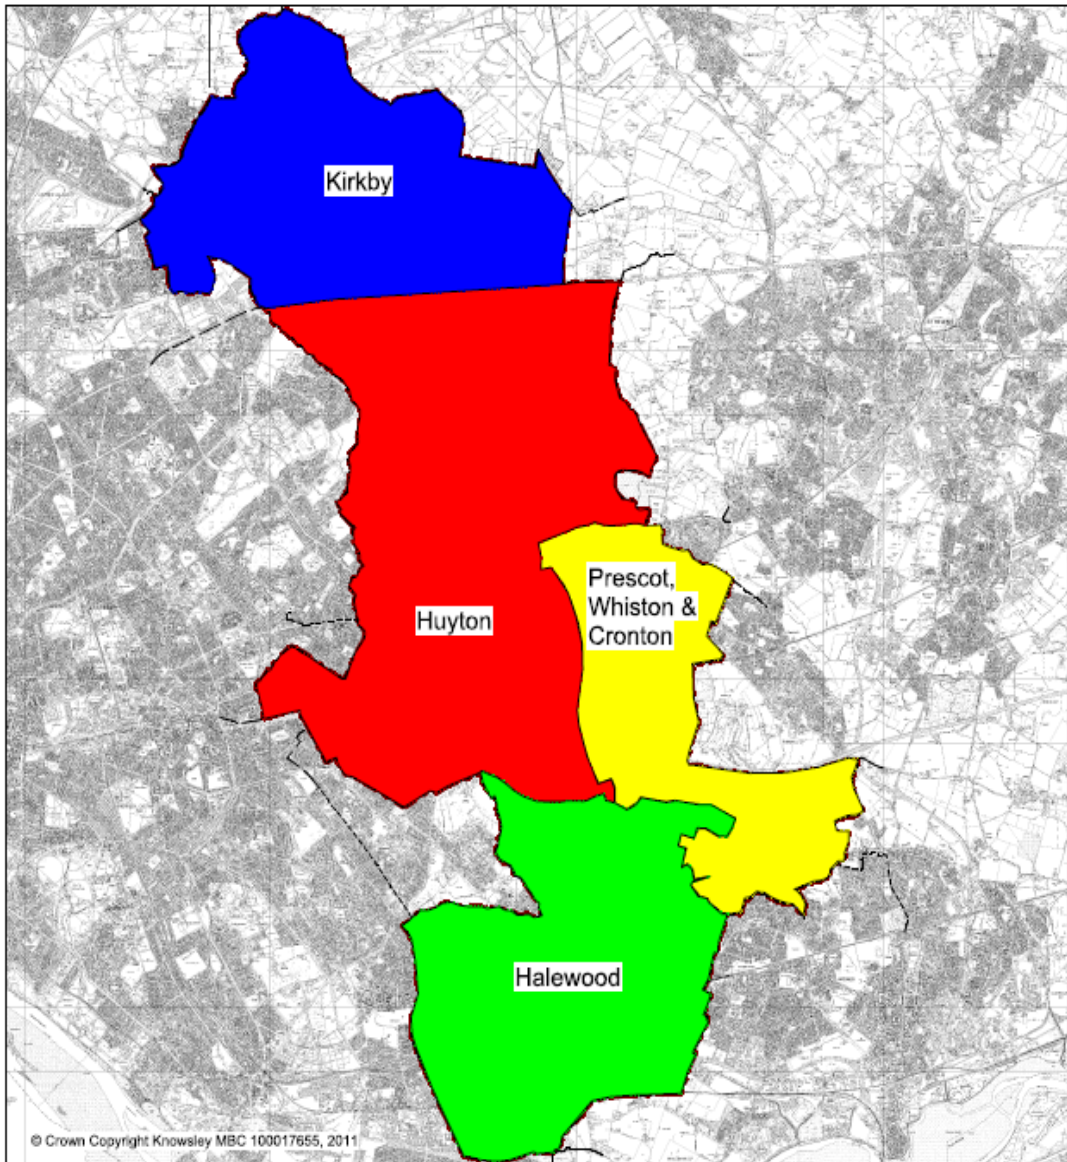 Kirkby
Prescot,
Whiston &
Cronton
Huyton
Halewood
© Crown Copyright Knowsley MBC 100017655, 2011